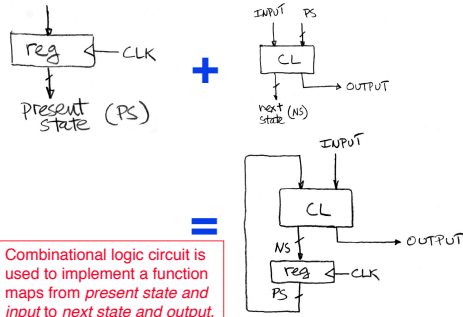 INPUT PS
reg CLK
+
CL
OUTPUT
present
state (PS)
next
state (NS)
INPUT
=
CL
OUTPUT
NS
reg CLK
PS
Combinational logic circuit is
used to implement a function
maps from present state and
input to next state and output.